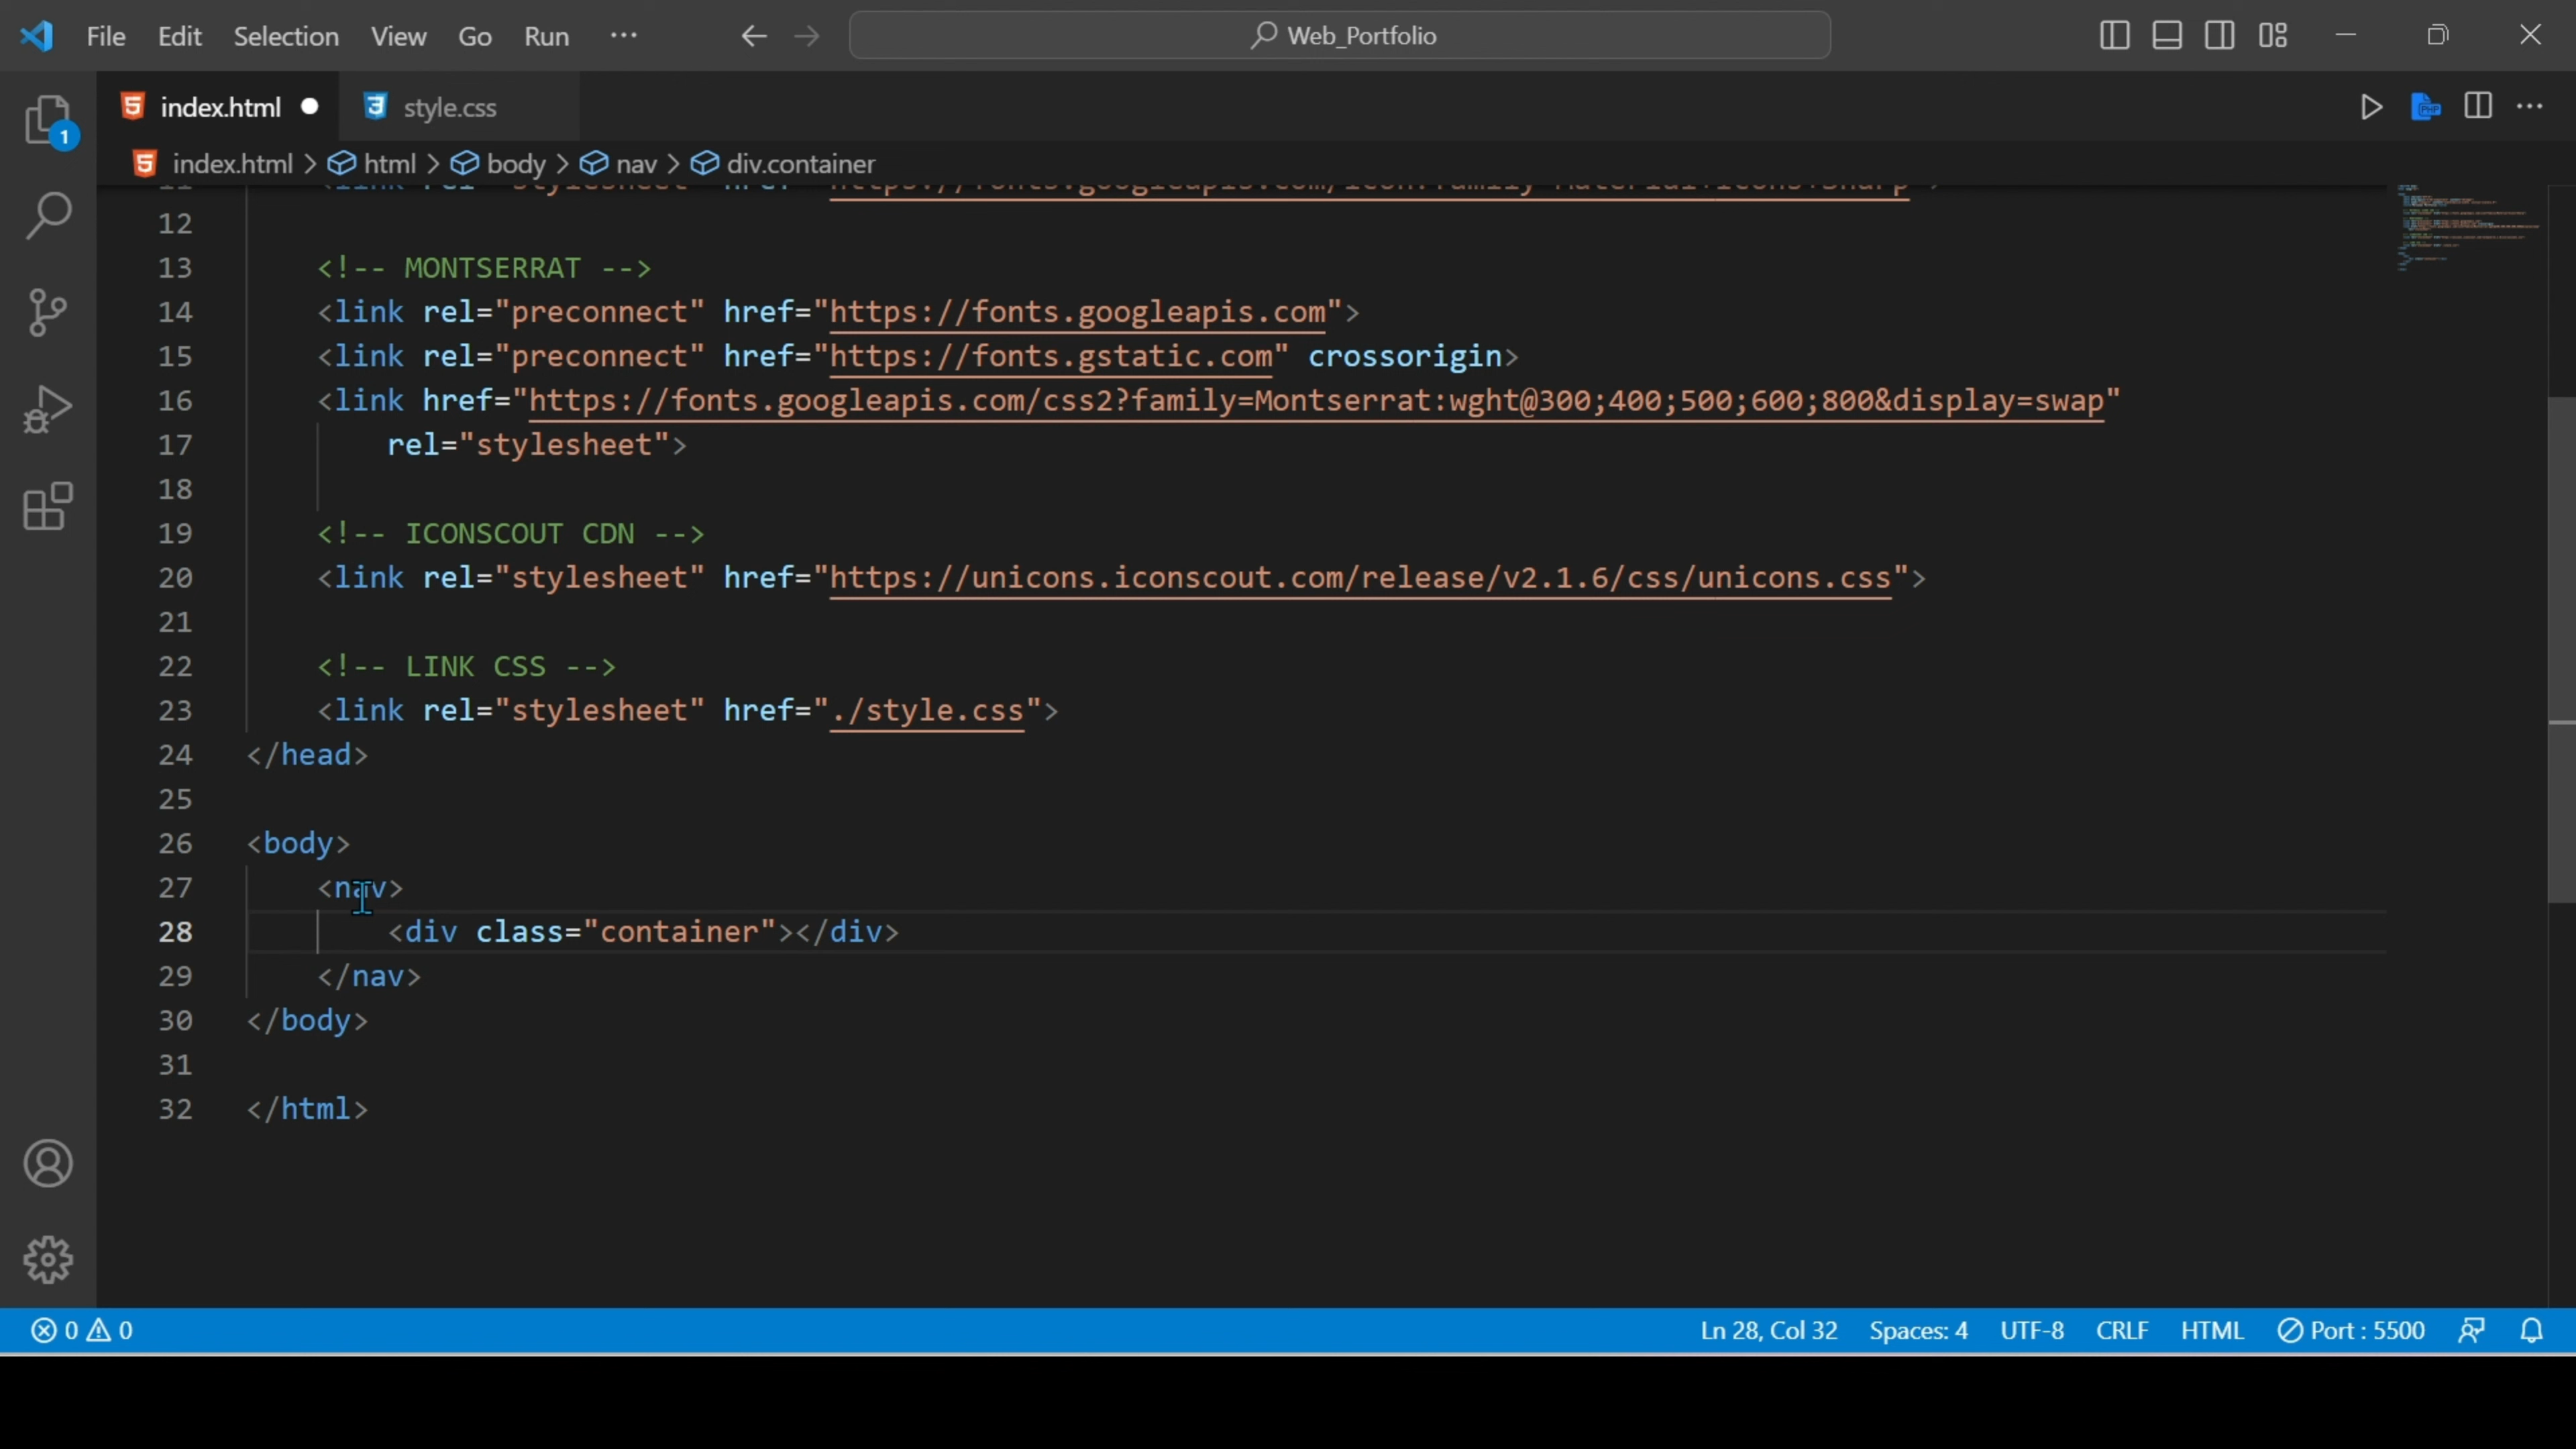 File Edit Selection View Go Run ··· Web_Portfolio
1
index.html style.css PHP
index.html > html > body > nav > div.container
12
13 <!-- MONTSERRAT -->
14 <link rel="preconnect" href="https://fonts.googleapis.com">
15 <link rel="preconnect" href="https://fonts.gstatic.com" crossorigin>
16 <link href="https://fonts.googleapis.com/css2?family=Montserrat:wght@300;400;500;600;800&display=swap"
17 rel="stylesheet">
18
19 <!-- ICONSCOUT CDN -->
20 <link rel="stylesheet" href="https://unicons.iconscout.com/release/v2.1.6/css/unicons.css">
21
22 <!-- LINK CSS -->
23 <link rel="stylesheet" href="./style.css">
24 </head>
25
26 <body>
27 <nav>
28 <div class="container"></div>
29 </nav>
30 </body>
31
32 </html>
0 0 Ln 28, Col 32 Spaces: 4 UTF-8 CRLF HTML Port : 5500